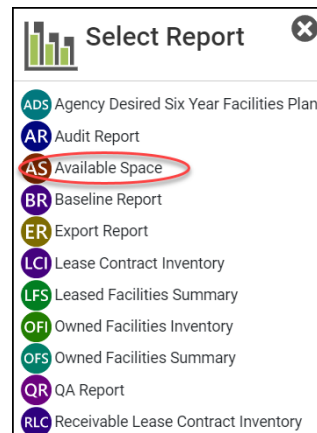 Select Report
ADS Agency Desired Six Year Facilities Plan
AR Audit Report
AS Available Space
BR Baseline Report
ER Export Report
LCI Lease Contract Inventory
LFS Leased Facilities Summary
OFI Owned Facilities Inventory
OFS Owned Facilities Summary
QR QA Report
RLC Receivable Lease Contract Inventory